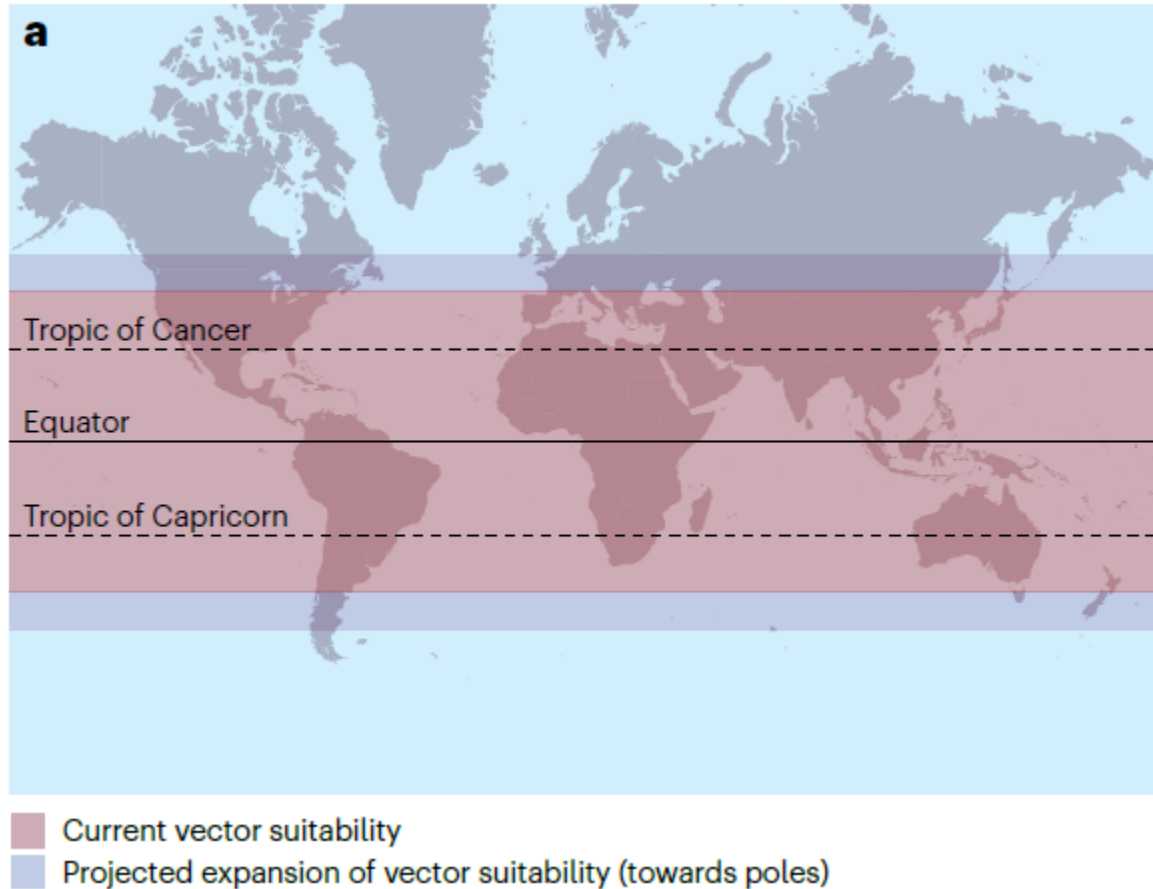 a
Tropic of Cancer
Equator
Tropic of Capricorn
Current vector suitability
Projected expansion of vector suitability (towards poles)